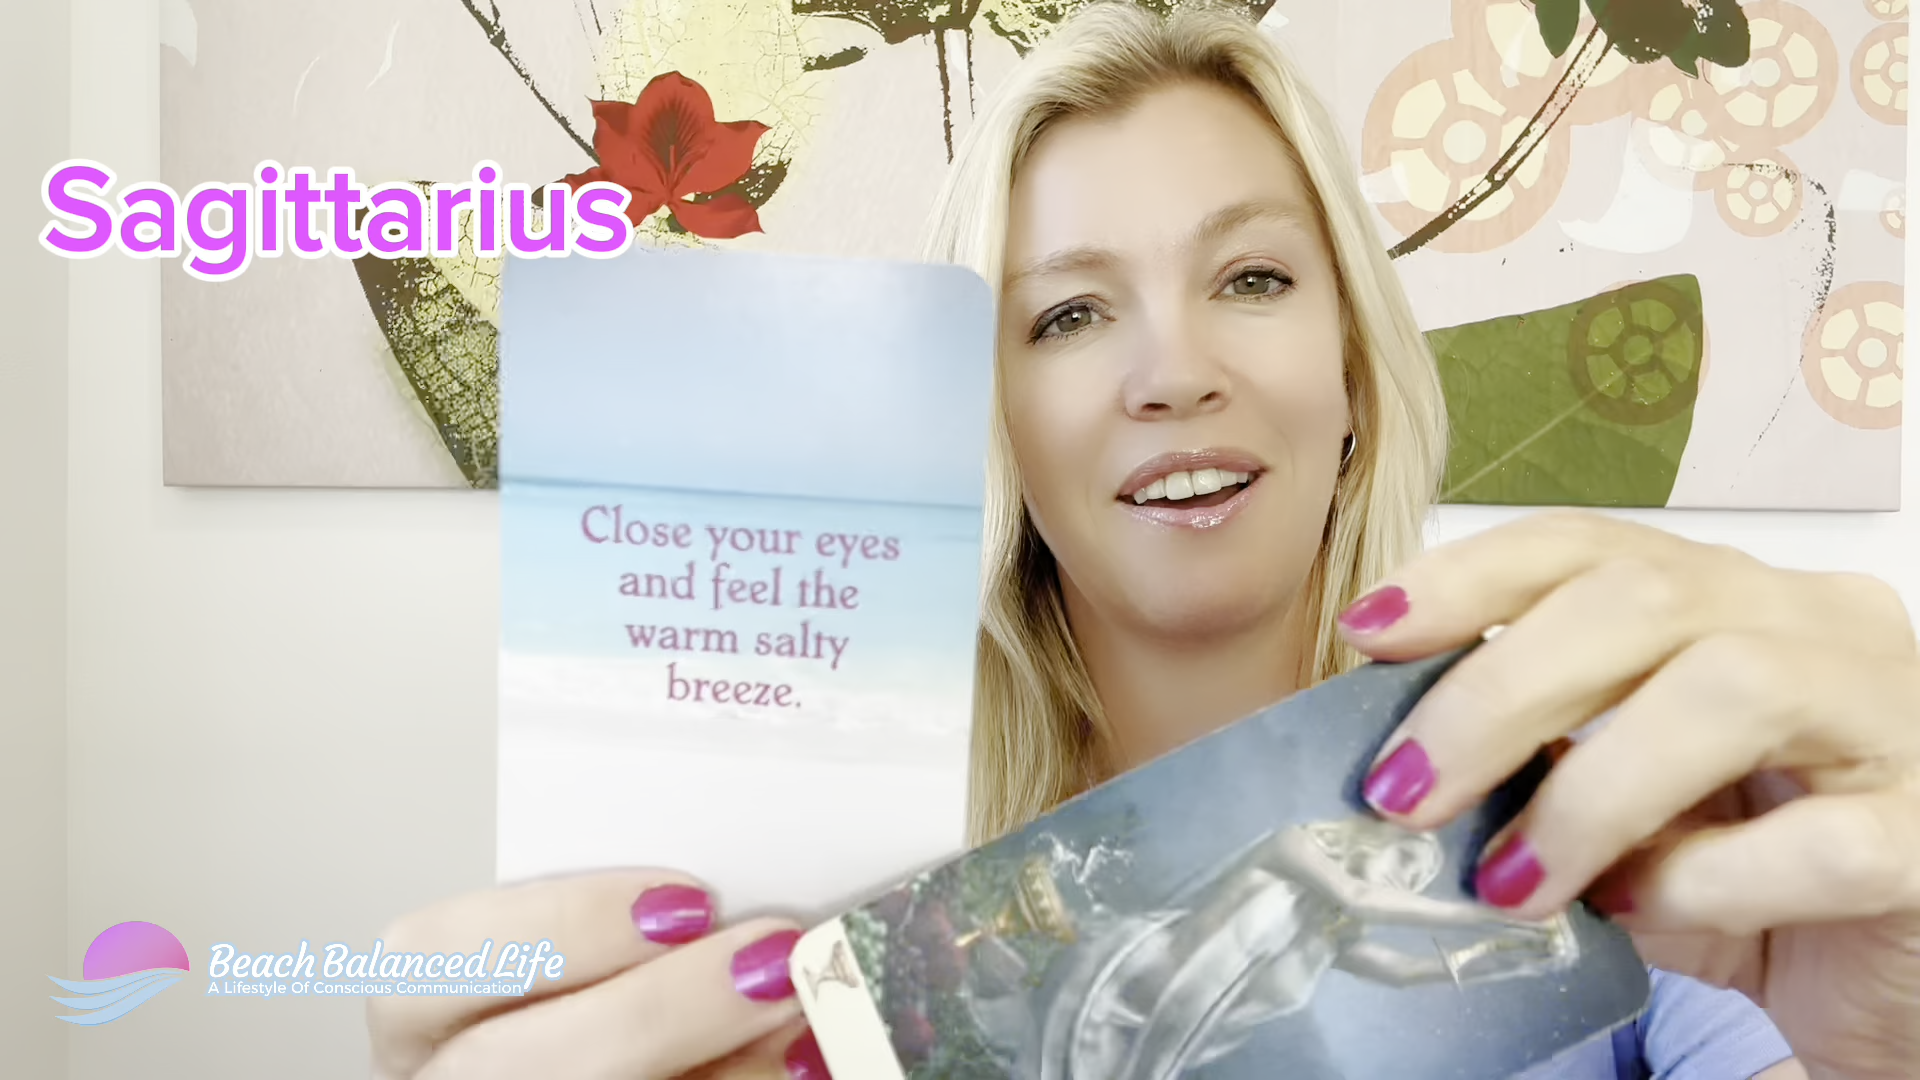 Sagittarius
Close your eyes
and feel the
warm salty
breeze.
Beach Balanced Life
A Lifestyle Of Conscious Communication